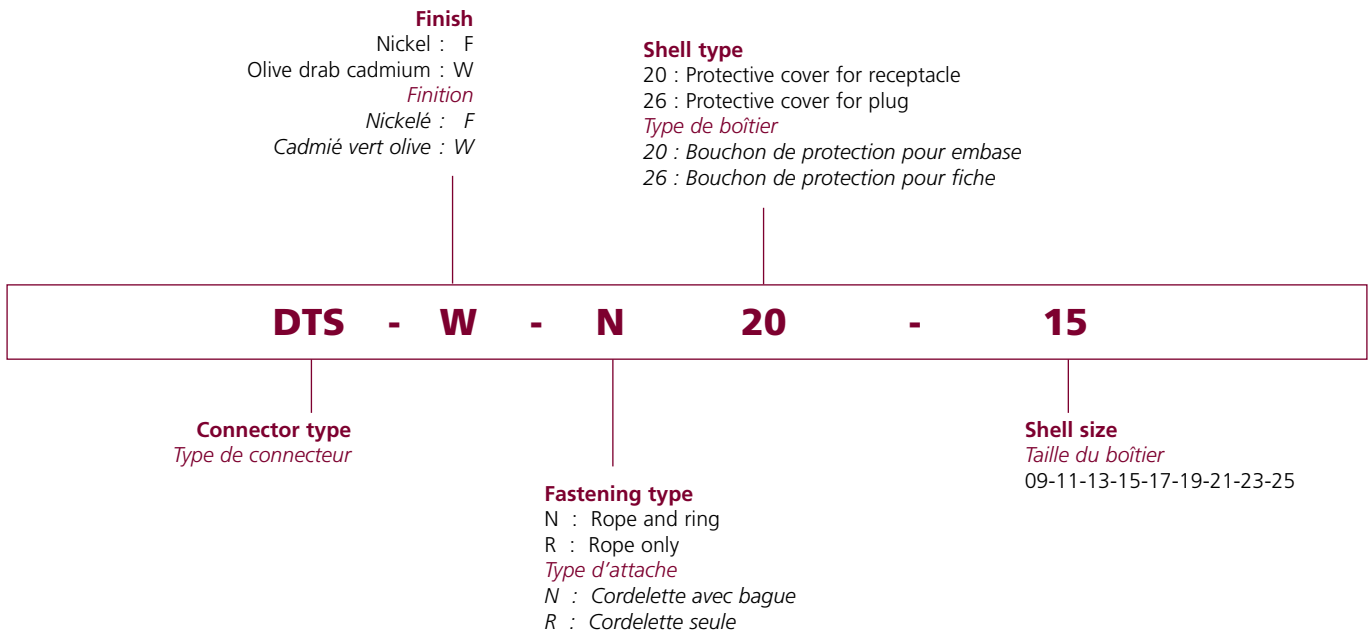 Finish
Nickel : F
Olive drab cadmium : W
Finition
Nickelé : F
Cadmié vert olive : W
Shell type
20 : Protective cover for receptacle
26 : Protective cover for plug
Type de boîtier
20 : Bouchon de protection pour embase
26 : Bouchon de protection pour fiche
DTS - W - N 20 - 15
Connector type
Type de connecteur
Fastening type
N : Rope and ring
R : Rope only
Type d'attache
N : Cordelette avec bague
R : Cordelette seule
Shell size
Taille du boîtier
09-11-13-15-17-19-21-23-25